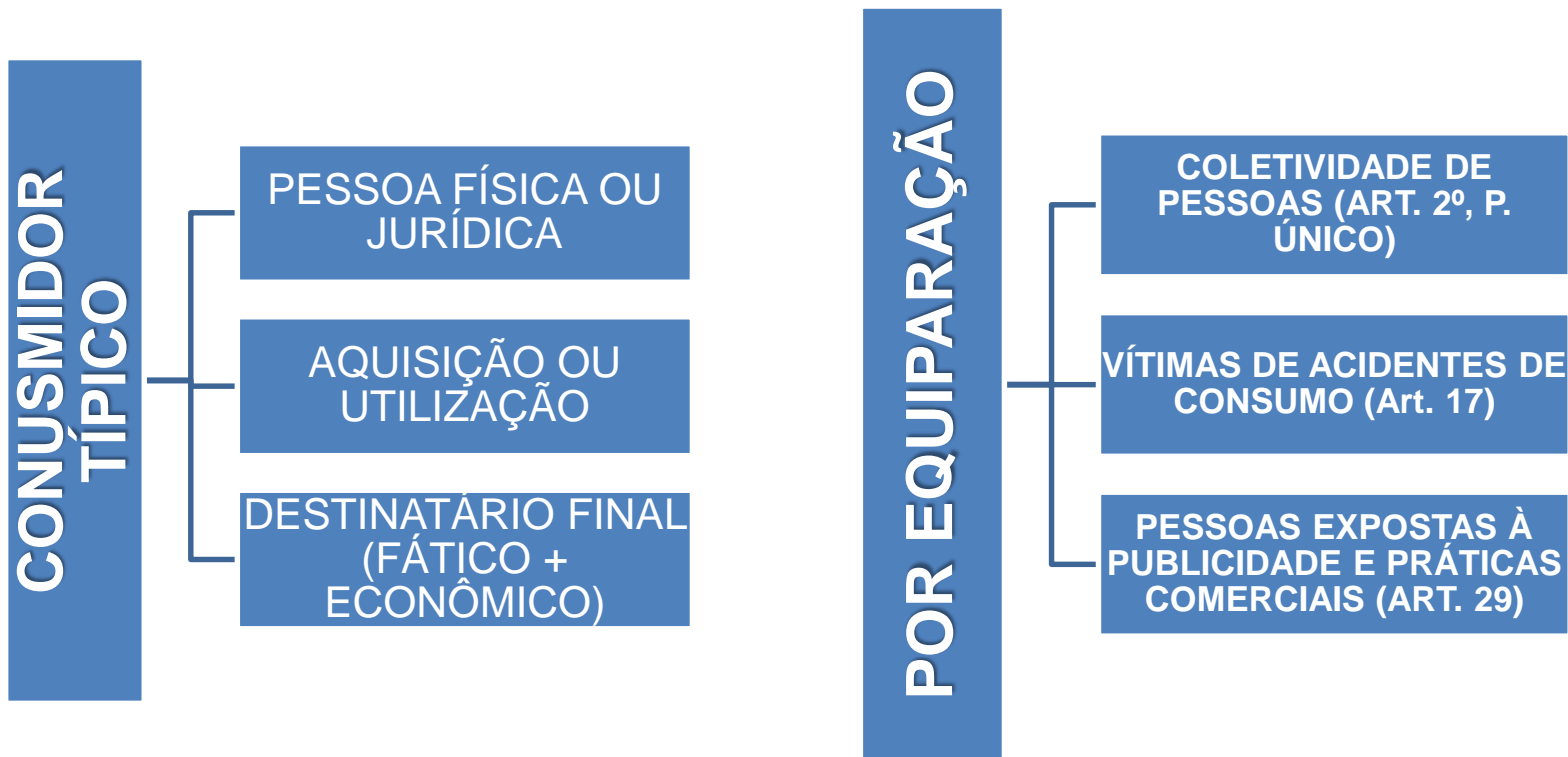 CONUSMIDOR
TÍPICO
PESSOA FÍSICA OU
JURÍDICA
AQUISIÇÃO OU
UTILIZAÇÃO
DESTINATÁRIO FINAL
(FÁTICO +
ECONÔMICO)
POR EQUIPARAÇÃO
COLETIVIDADE DE
PESSOAS (ART. 2º, P.
ÚNICO)
VÍTIMAS DE ACIDENTES DE
CONSUMO (Art. 17)
PESSOAS EXPOSTAS À
PUBLICIDADE E PRÁTICAS
COMERCIAIS (ART. 29)